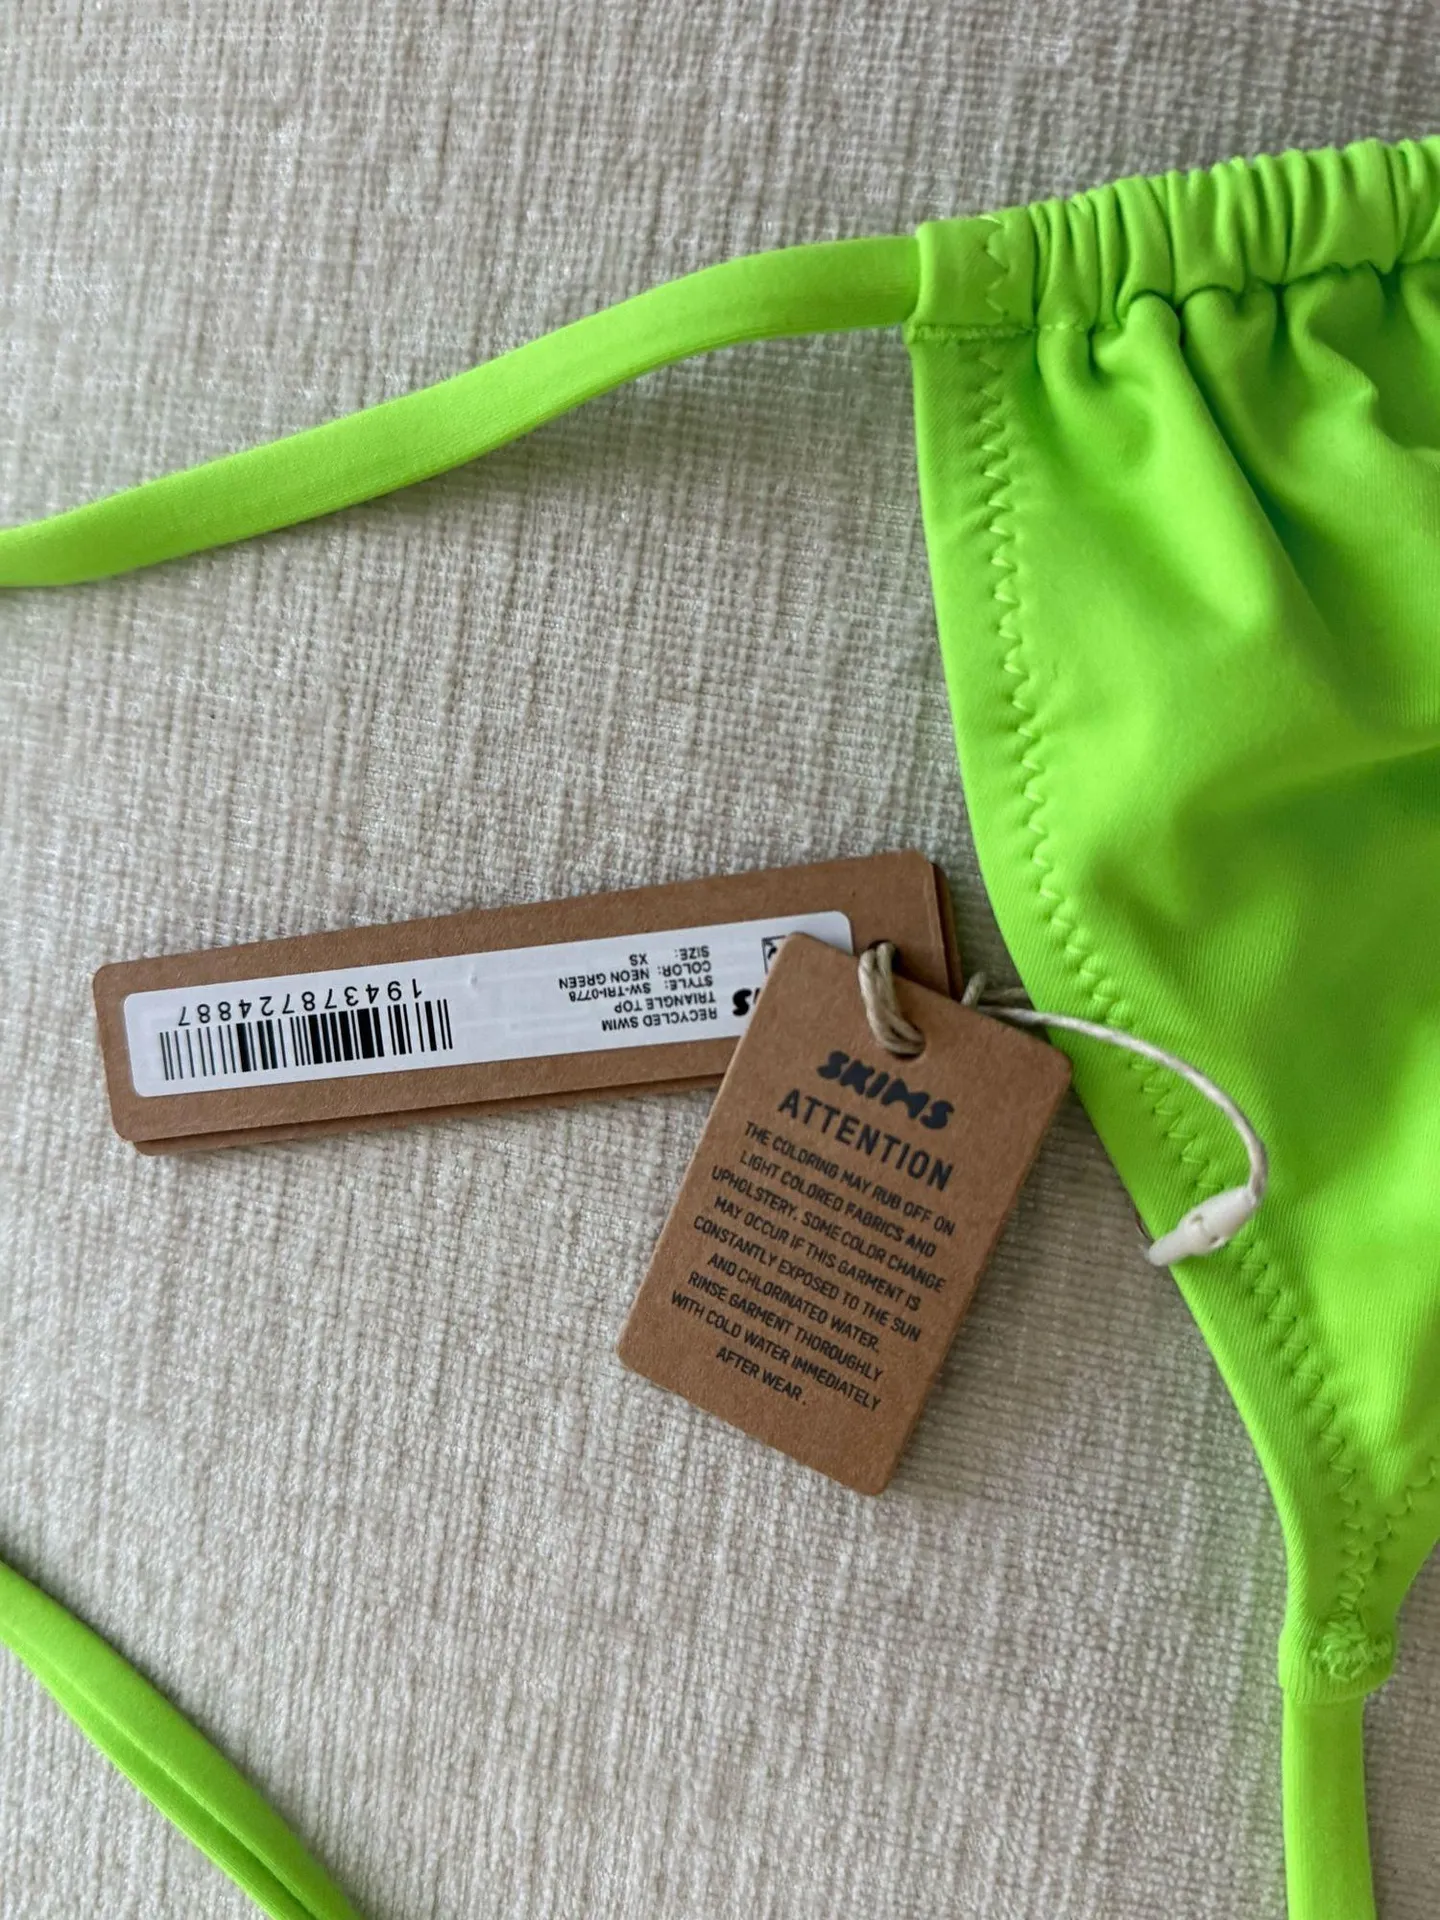 RECYCLED SWIM
TRIANGLE TOP
STYLE: SW-TRI-0778
COLOR: NEON GREEN
SIZE:
XS
194378724887
SKIMS
ATTENTION
THE COLORING MAY RUB OFF ON
LIGHT COLORED FABRICS AND
UPHOLSTERY. SOME COLOR CHANGE
MAY OCCUR IF THIS GARMENT IS
CONSTANTLY EXPOSED TO THE SUN
AND CHLORINATED WATER.
RINSE GARMENT THOROUGHLY
WITH COLD WATER IMMEDIATELY
AFTER WEAR.